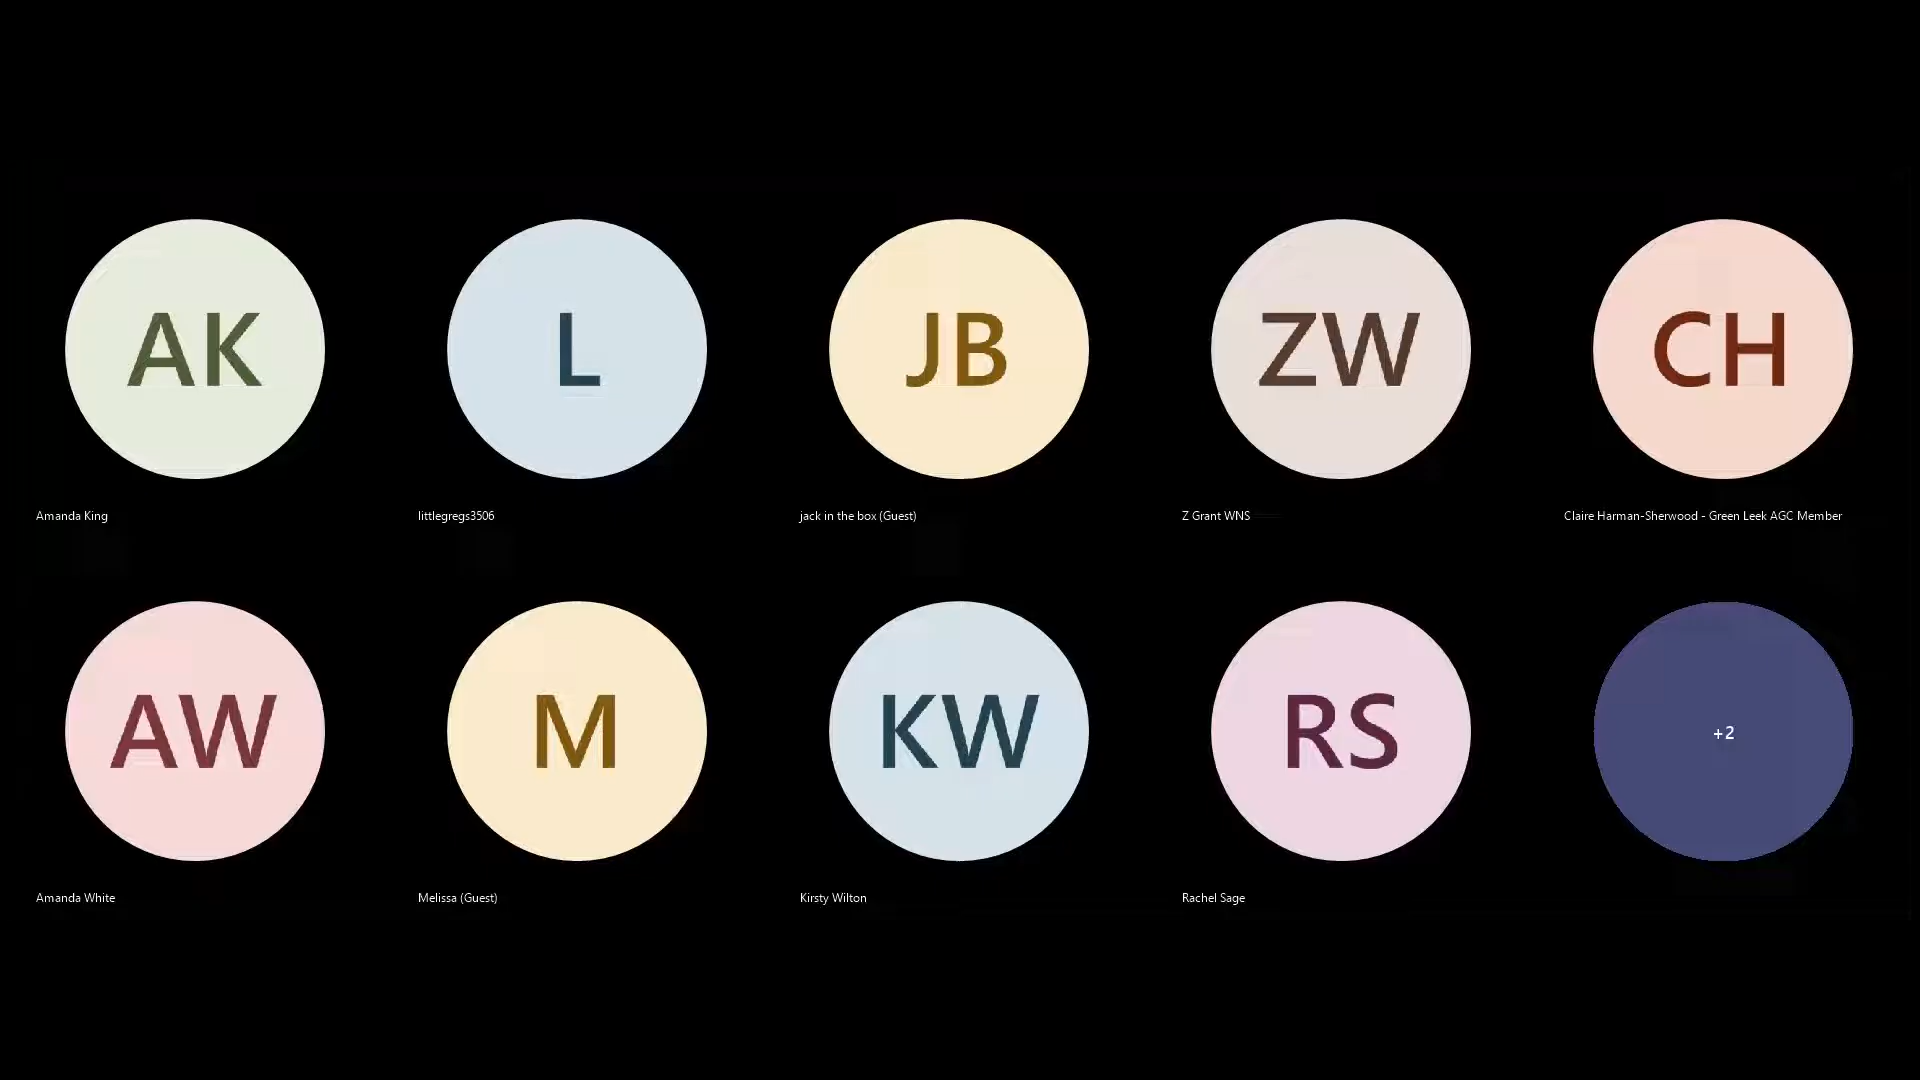 AK
L
JB
ZW
CH
Amanda King
littlegregs3506
jack in the box (Guest)
Z Grant WNS
Claire Harman-Sherwood - Green Leek AGC Member
AW
M
KW
RS
+2
Amanda White
Melissa (Guest)
Kirsty Wilton
Rachel Sage